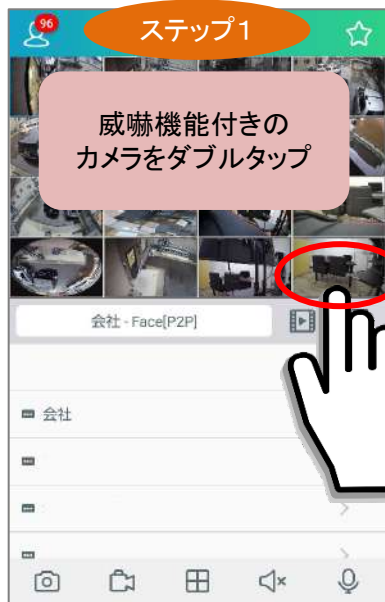 96
ステップ1
威嚇機能付きの
カメラをダブルタップ
会社 - Face[P2P]
会社